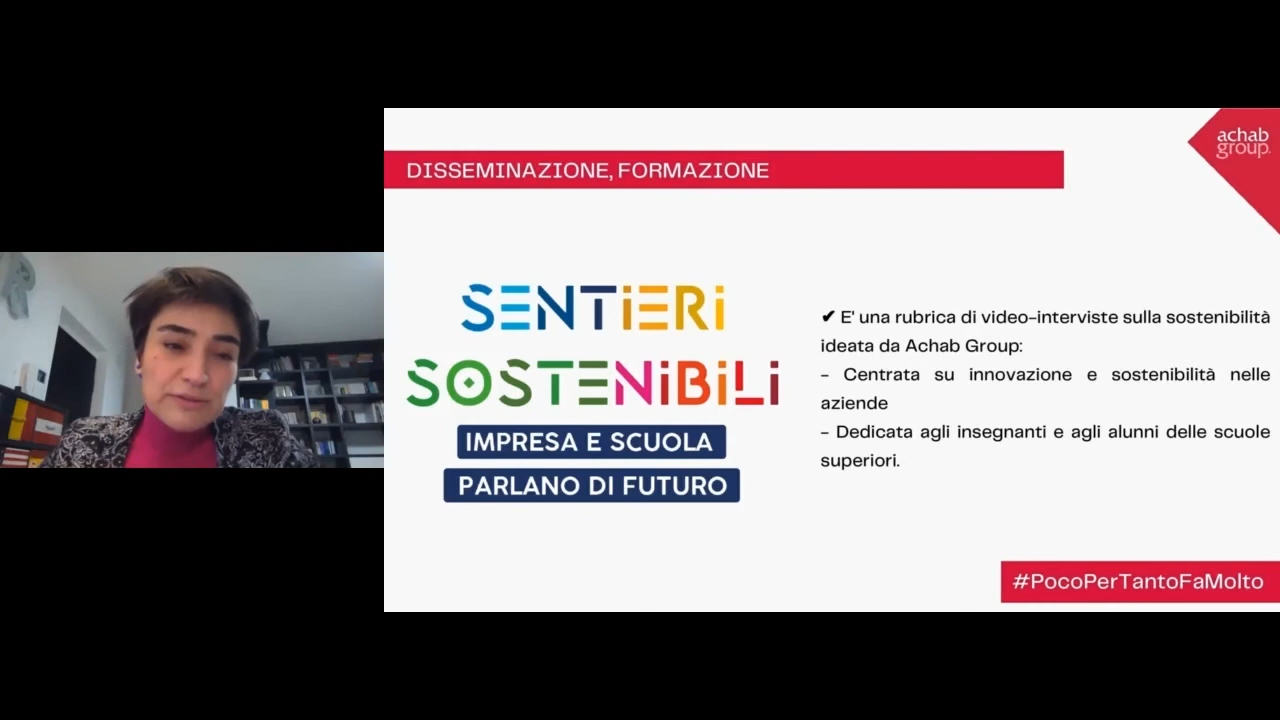 achab
group.
DISSEMINAZIONE, FORMAZIONE
SENTiERi
SOSTENiBiLi
IMPRESA E SCUOLA
PARLANO DI FUTURO
✔ E' una rubrica di video-interviste sulla sostenibilità
ideata da Achab Group:
- Centrata su innovazione e sostenibilità nelle
aziende
- Dedicata agli insegnanti e agli alunni delle scuole
superiori.
#PocoPerTantoFaMolto